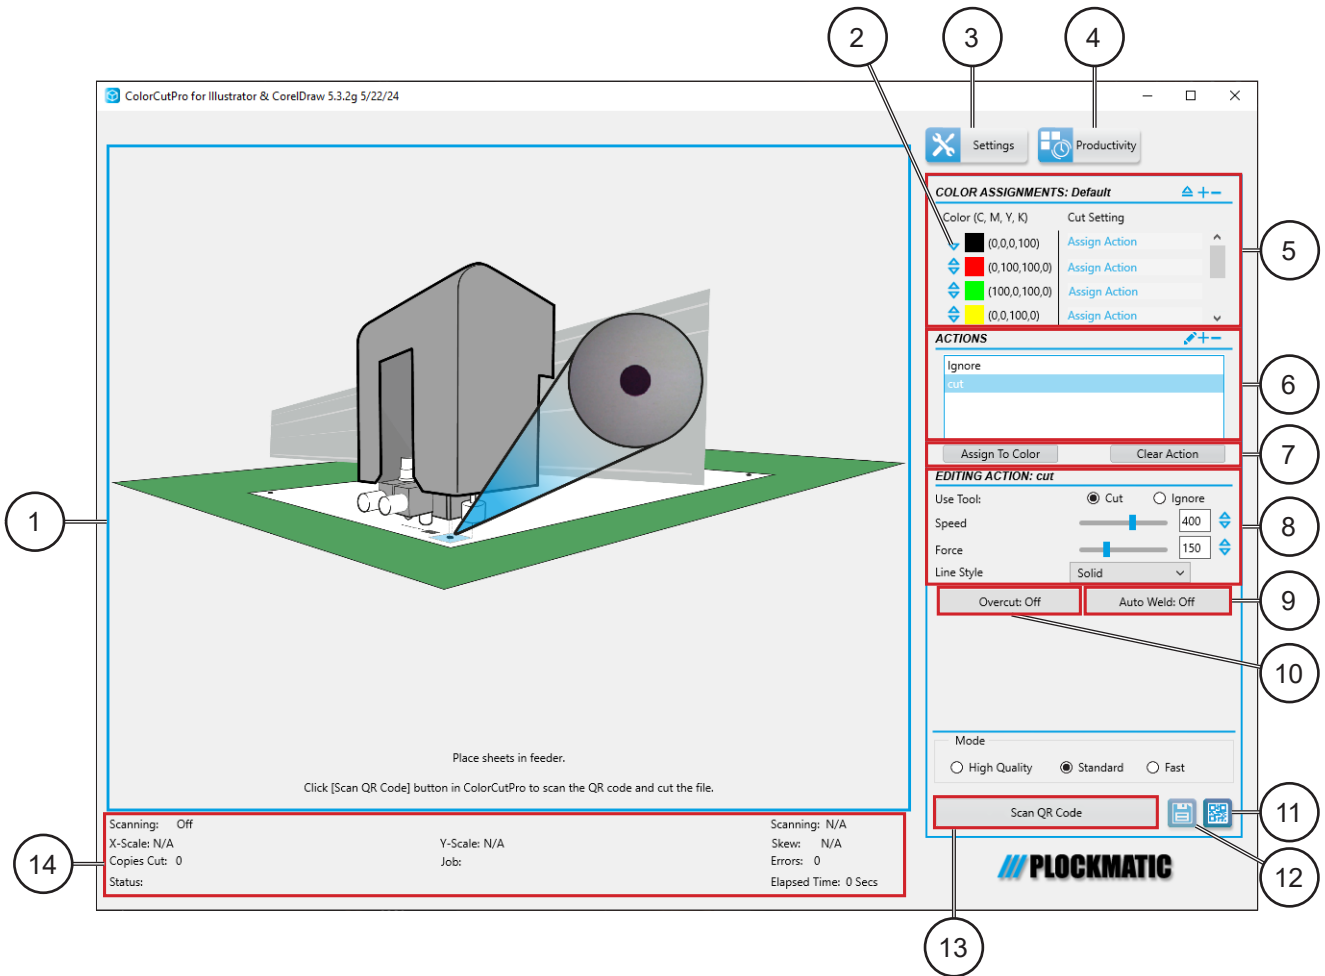 2
3
4
ColorCutPro for Illustrator & CorelDraw 5.3.2g 5/22/24
Settings
Productivity
COLOR ASSIGNMENTS: Default
Color (C, M, Y, K)
Cut Setting
(0,0,0,100)
Assign Action
(0,100,100,0)
Assign Action
(100,0,100,0)
Assign Action
(0,0,100,0)
Assign Action
5
ACTIONS
Ignore
cut
6
Assign To Color
Clear Action
7
EDITING ACTION: cut
Use Tool:
Cut
Ignore
Speed
400
Force
150
Line Style
Solid
8
1
Overcut: Off
Auto Weld: Off
9
10
Mode
High Quality
Standard
Fast
Place sheets in feeder.
Click [Scan QR Code] button in ColorCutPro to scan the QR code and cut the file.
Scan QR Code
11
12
13
PLOCKMATIC
14
Scanning: Off
Scanning: N/A
X-Scale: N/A
Y-Scale: N/A
Skew: N/A
Copies Cut: 0
Job:
Errors: 0
Status:
Elapsed Time: 0 Secs